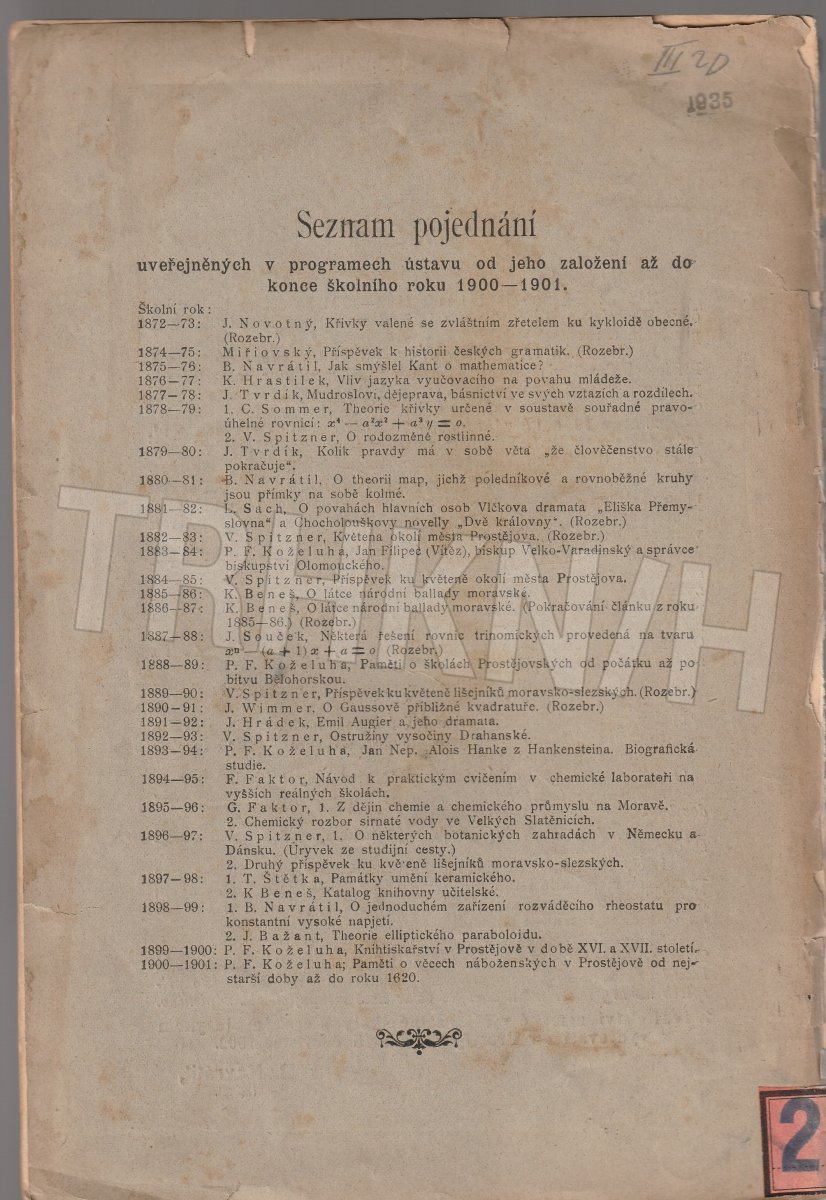 III 2D
1935
Seznam pojednání
uveřejněných v programech ústavu od jeho založení až do
konce školního roku 1900—1901.
Školní rok:
1872—73: J. Novotný, Křivky valené se zvláštním zřetelem ku kykloidě obecné.
(Rozebr.)
1874—75: Miřiovský, Příspěvek k historii českých gramatik. (Rozebr.)
1875—76: B. Navrátil, Jak smýšlel Kant o mathematice?
1876—77: K. Hrastilek, Vliv jazyka vyučovacího na povahu mládeže.
1877—78: J. Tvrdík, Mudrosloví, dějeprava, básnictví ve svých vztazích a rozdílech.
1878—79: 1. C. Sommer, Theorie křivky určené v soustavě souřadné pravo-
úhelné rovnicí: x⁴ — a²x² + a³y = o.
2. V. Spitzner, O rodozměně rostlinné.
1879—80: J. Tvrdík, Kolik pravdy má v sobě věta „že člověčenstvo stále
pokračuje“.
1880—81: B. Navrátil, O theorii map, jichž poledníkové a rovnoběžné kruhy
jsou přímky na sobě kolmé.
1881—82: L. Sach, O povahách hlavních osob Vlčkova dramata „Eliška Přemy-
slovna“ a Chocholouškovy novelly „Dvě královny“. (Rozebr.)
1882—83: V. Spitzner, Květena okolí města Prostějova. (Rozebr.)
1883—84: P. F. Koželuha, Jan Filipec (Vítěz), biskup Velko-Varadinský a správce
biskupství Olomouckého.
1884—85: V. Spitzner, Příspěvek ku květeně okolí města Prostějova.
1885—86: K. Beneš, O látce národní ballady moravské.
1886—87: K. Beneš, O látce národní ballady moravské. (Pokračování článku z roku
1885—86.) (Rozebr.)
1887—88: J. Souček, Některá řešení rovnic trinomických provedená na tvaru
xⁿ — (a + 1) x + a = o (Rozebr.)
1888—89: P. F. Koželuha, Paměti o školách Prostějovských od počátku až po
bitvu Bělohorskou.
1889—90: V. Spitzner, Příspěvek ku květeně lišejníků moravsko-slezských. (Rozebr.)
1890—91: J. Wimmer, O Gaussově přibližné kvadratuře. (Rozebr.)
1891—92: J. Hrádek, Emil Augier a jeho dramata.
1892—93: V. Spitzner, Ostružiny vysočiny Drahanské.
1893—94: P. F. Koželuha, Jan Nep. Alois Hanke z Hankensteina. Biografická
studie.
1894—95: F. Faktor, Návod k praktickým cvičením v chemické laboratoři na
vyšších reálných školách.
1895—96: G. Faktor, 1. Z dějin chemie a chemického průmyslu na Moravě.
2. Chemický rozbor sirnaté vody ve Velkých Slatěnicích.
1896—97: V. Spitzner, 1. O některých botanických zahradách v Německu a
Dánsku. (Úryvek ze studijní cesty.)
2. Druhý příspěvek ku květeně lišejníků moravsko-slezských.
1897—98: 1. T. Štětka, Památky umění keramického.
2. K Beneš, Katalog knihovny učitelské.
1898—99: 1. B. Navrátil, O jednoduchém zařízení rozváděcího rheostatu pro
konstantní vysoké napjetí.
2. J. Bažant, Theorie elliptického paraboloidu.
1899—1900: P. F. Koželuha, Knihtiskařství v Prostějově v době XVI. a XVII. století.
1900—1901: P. F. Koželuha; Paměti o věcech náboženských v Prostějově od nej-
starší doby až do roku 1620.
2